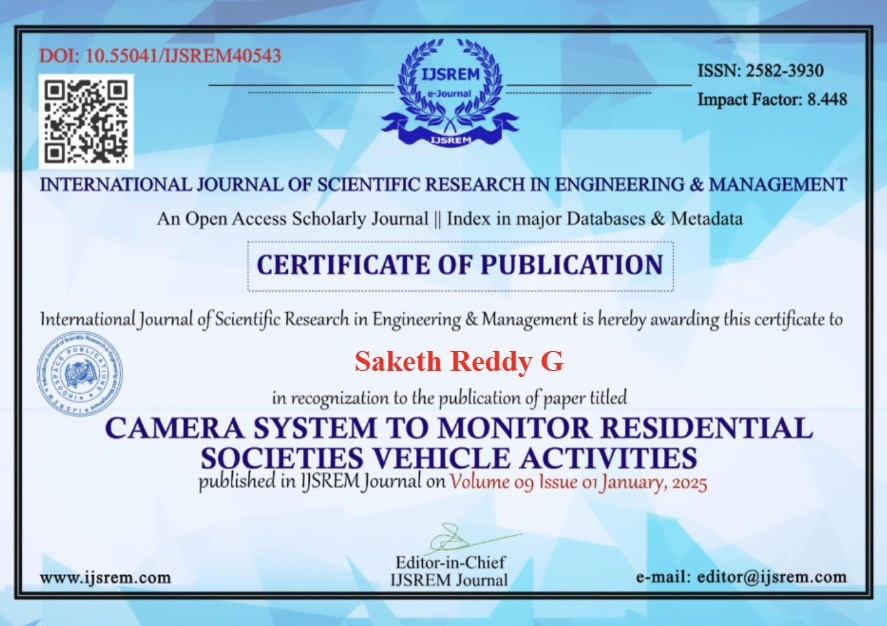 DOI: 10.55041/IJSREM40543
IJSREM
e-Journal
IJSREM
ISSN: 2582-3930
Impact Factor: 8.448
INTERNATIONAL JOURNAL OF SCIENTIFIC RESEARCH IN ENGINEERING & MANAGEMENT
An Open Access Scholarly Journal || Index in major Databases & Metadata
CERTIFICATE OF PUBLICATION
International Journal of Scientific Research in Engineering & Management is hereby awarding this certificate to
Saketh Reddy G
in recognization to the publication of paper titled
CAMERA SYSTEM TO MONITOR RESIDENTIAL
SOCIETIES VEHICLE ACTIVITIES
published in IJSREM Journal on Volume 09 Issue 01 January, 2025
Editor-in-Chief
IJSREM Journal
www.ijsrem.com
e-mail: editor@ijsrem.com